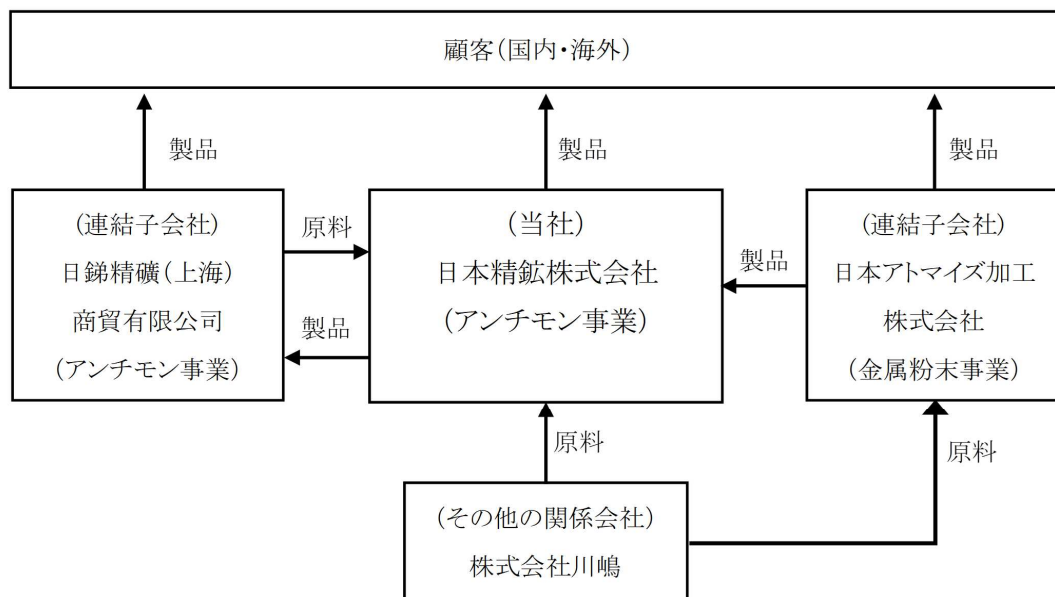 顧客(国内・海外)
製品
製品
製品
(連結子会社)
日銻精礦(上海)
商貿有限公司
(アンチモン事業)
原料
製品
(当社)
日本精鉱株式会社
(アンチモン事業)
製品
(連結子会社)
日本アトマイズ加工
株式会社
(金属粉末事業)
原料
原料
(その他の関係会社)
株式会社川嶋